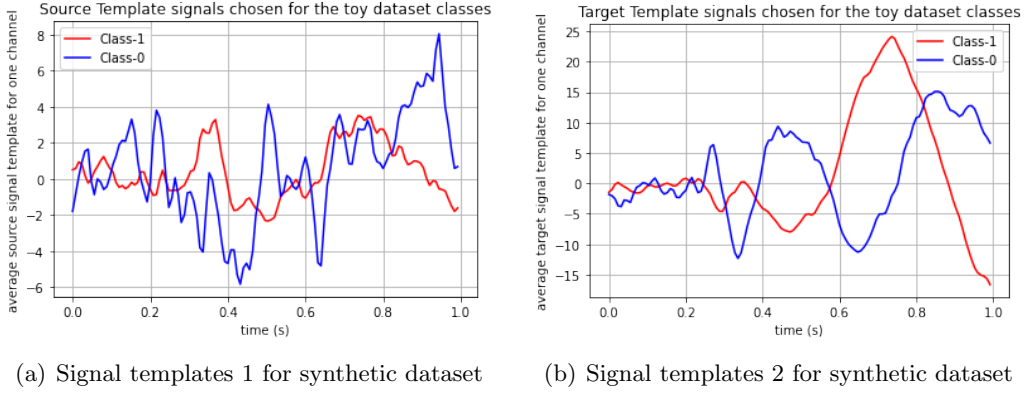 Source Template signals chosen for the toy dataset classes
average source signal template for one channel
8
6
4
2
0
−2
−4
−6
Class-1
Class-0
0.0 0.2 0.4 0.6 0.8 1.0
time (s)
(a) Signal templates 1 for synthetic dataset
Target Template signals chosen for the toy dataset classes
average target signal template for one channel
25
20
15
10
5
0
−5
−10
−15
Class-1
Class-0
0.0 0.2 0.4 0.6 0.8 1.0
time (s)
(b) Signal templates 2 for synthetic dataset